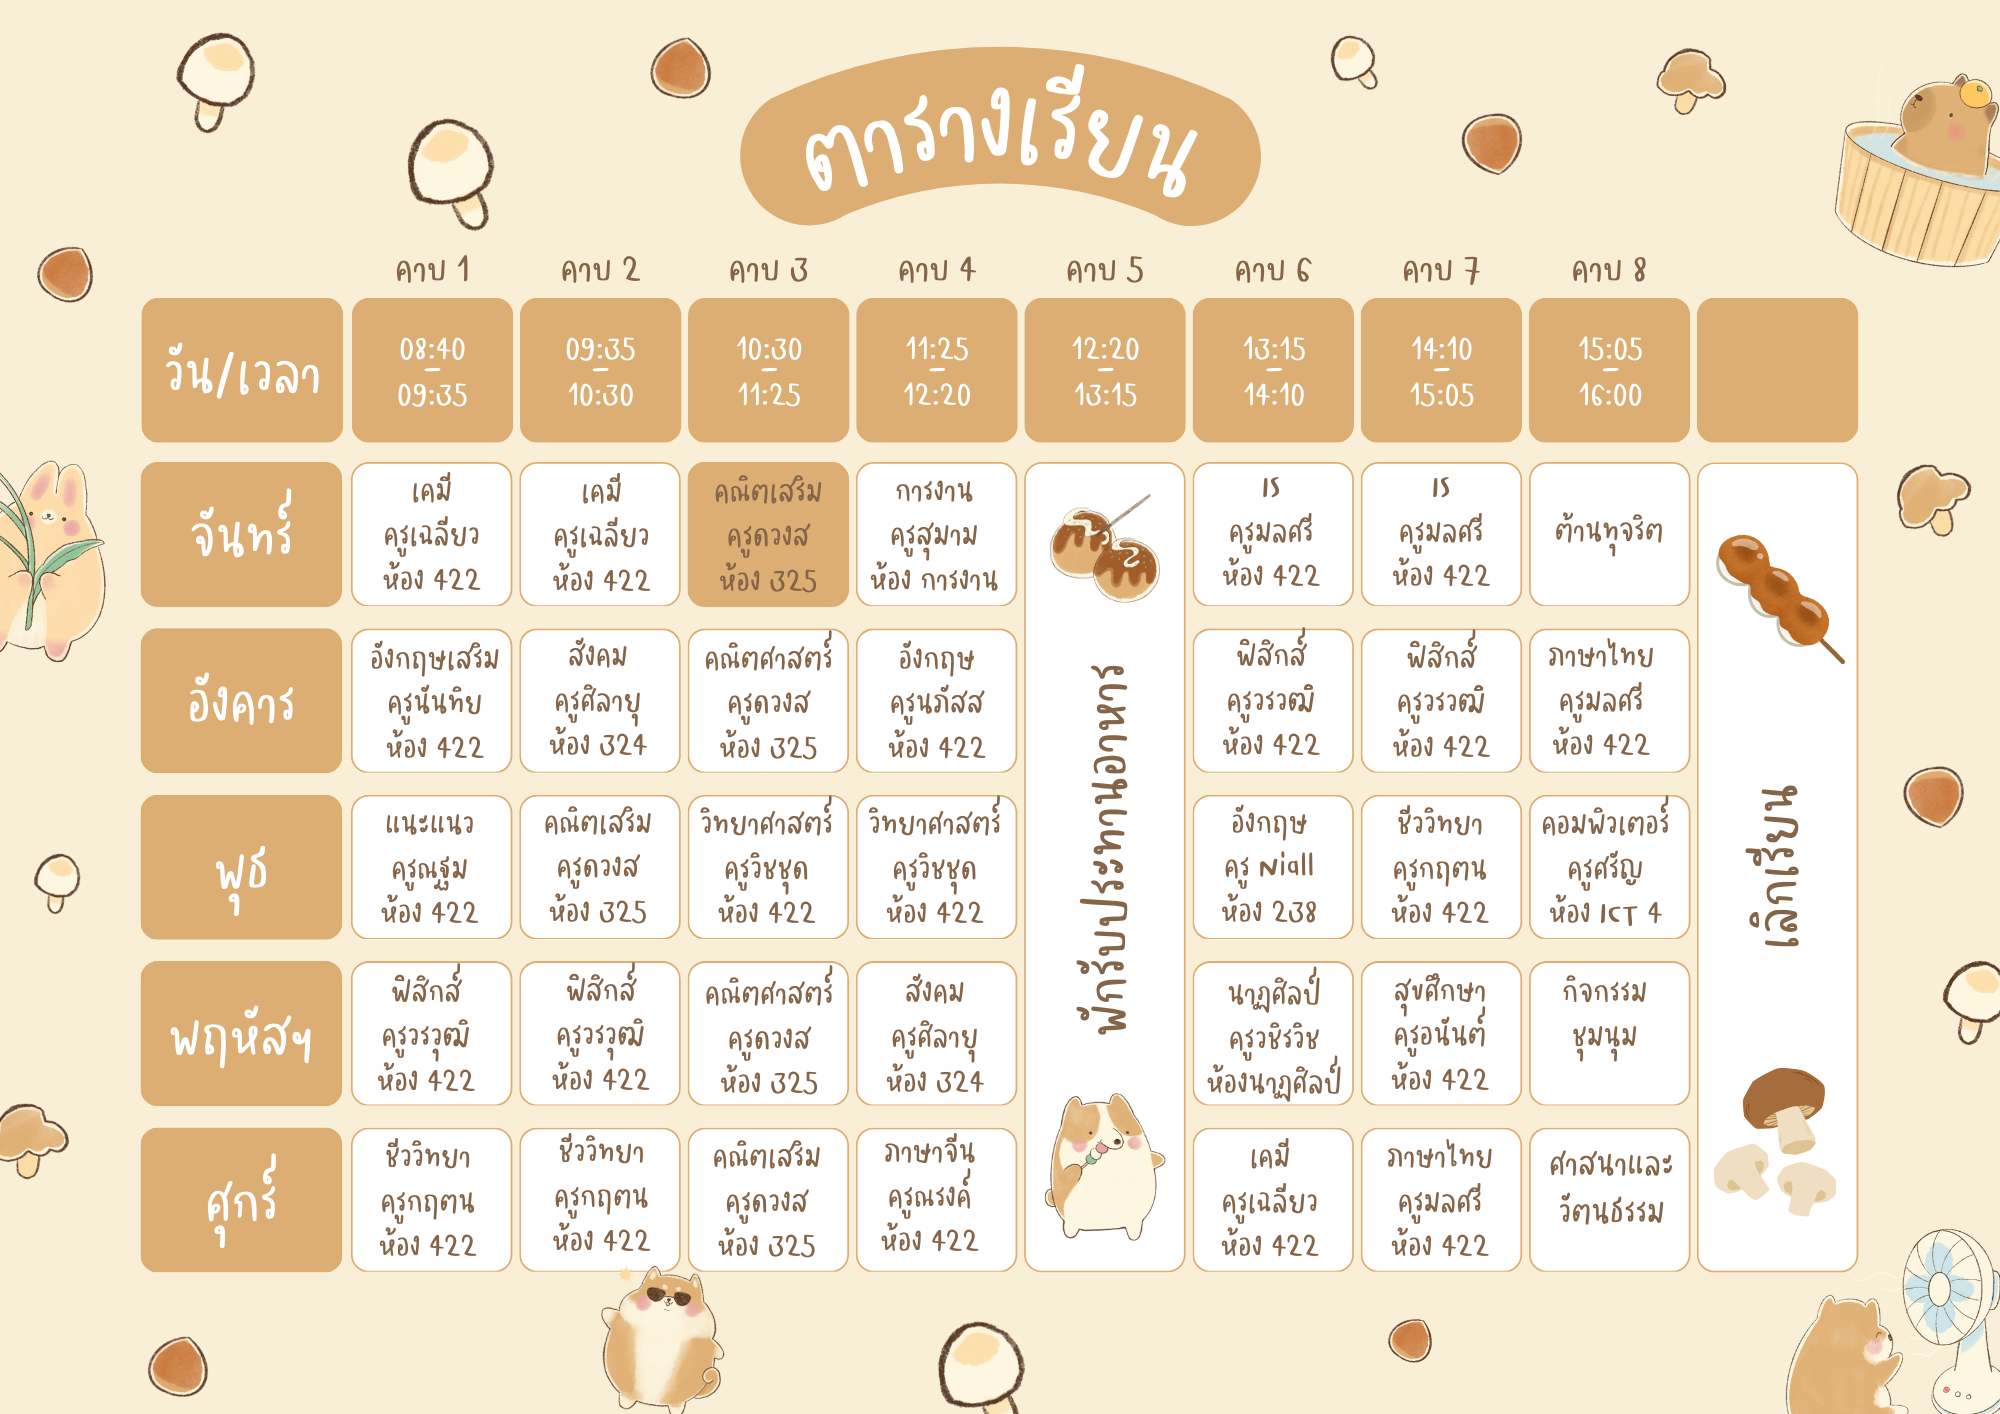 ตารางเรียน
คาบ 1
คาบ 2
คาบ 3
คาบ 4
คาบ 5
คาบ 6
คาบ 7
คาบ 8
วัน/เวลา
08:40
–
09:35
09:35
–
10:30
10:30
–
11:25
11:25
–
12:20
12:20
–
13:15
13:15
–
14:10
14:10
–
15:05
15:05
–
16:00
จันทร์
เคมี
ครูเฉลียว
ห้อง 422
เคมี
ครูเฉลียว
ห้อง 422
คณิตเสริม
ครูดวงส
ห้อง 325
การงาน
ครูสุมาม
ห้อง การงาน
พักรับประทานอาหาร
IS
ครูมลศรี
ห้อง 422
IS
ครูมลศรี
ห้อง 422
ต้านทุจริต
เลิกเรียน
อังคาร
อังกฤษเสริม
ครูนันทิย
ห้อง 422
สังคม
ครูศิลายุ
ห้อง 324
คณิตศาสตร์
ครูดวงส
ห้อง 325
อังกฤษ
ครูนภัสส
ห้อง 422
ฟิสิกส์
ครูวรวุฒิ
ห้อง 422
ฟิสิกส์
ครูวรวุฒิ
ห้อง 422
ภาษาไทย
ครูมลศรี
ห้อง 422
พุธ
แนะแนว
ครูณฐม
ห้อง 422
คณิตเสริม
ครูดวงส
ห้อง 325
วิทยาศาสตร์
ครูวิชชุด
ห้อง 422
วิทยาศาสตร์
ครูวิชชุด
ห้อง 422
อังกฤษ
ครู Niall
ห้อง 238
ชีววิทยา
ครูกฤตน
ห้อง 422
คอมพิวเตอร์
ครูศรัญ
ห้อง ICT 4
พฤหัสฯ
ฟิสิกส์
ครูวรวุฒิ
ห้อง 422
ฟิสิกส์
ครูวรวุฒิ
ห้อง 422
คณิตศาสตร์
ครูดวงส
ห้อง 325
สังคม
ครูศิลายุ
ห้อง 324
นาฏศิลป์
ครูวชิรวิช
ห้องนาฏศิลป์
สุขศึกษา
ครูอนันต์
ห้อง 422
กิจกรรม
ชุมนุม
ศุกร์
ชีววิทยา
ครูกฤตน
ห้อง 422
ชีววิทยา
ครูกฤตน
ห้อง 422
คณิตเสริม
ครูดวงส
ห้อง 325
ภาษาจีน
ครูณรงค์
ห้อง 422
เคมี
ครูเฉลียว
ห้อง 422
ภาษาไทย
ครูมลศรี
ห้อง 422
ศาสนาและ
วัฒนธรรม